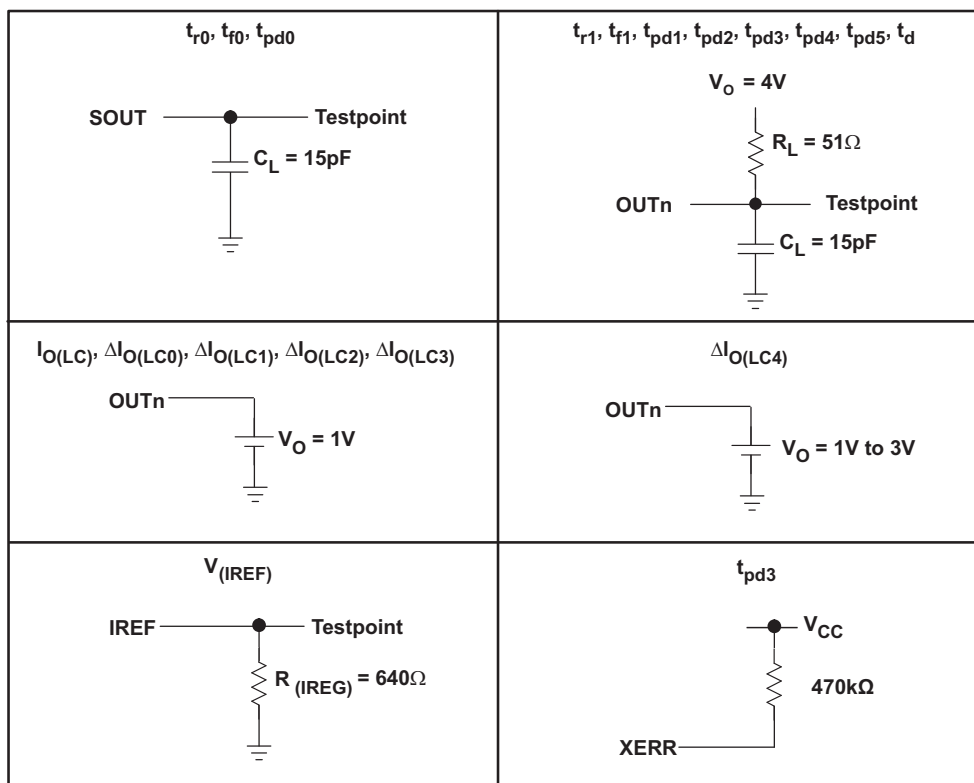 tr0, tf0, tpd0
SOUT
Testpoint
CL = 15pF
tr1, tf1, tpd1, tpd2, tpd3, tpd4, tpd5, td
VO = 4V
RL = 51Ω
OUTn
Testpoint
CL = 15pF
IO(LC), ΔIO(LC0), ΔIO(LC1), ΔIO(LC2), ΔIO(LC3)
OUTn
VO = 1V
ΔIO(LC4)
OUTn
VO = 1V to 3V
V(IREF)
IREF
Testpoint
R (IREG) = 640Ω
tpd3
VCC
470kΩ
XERR